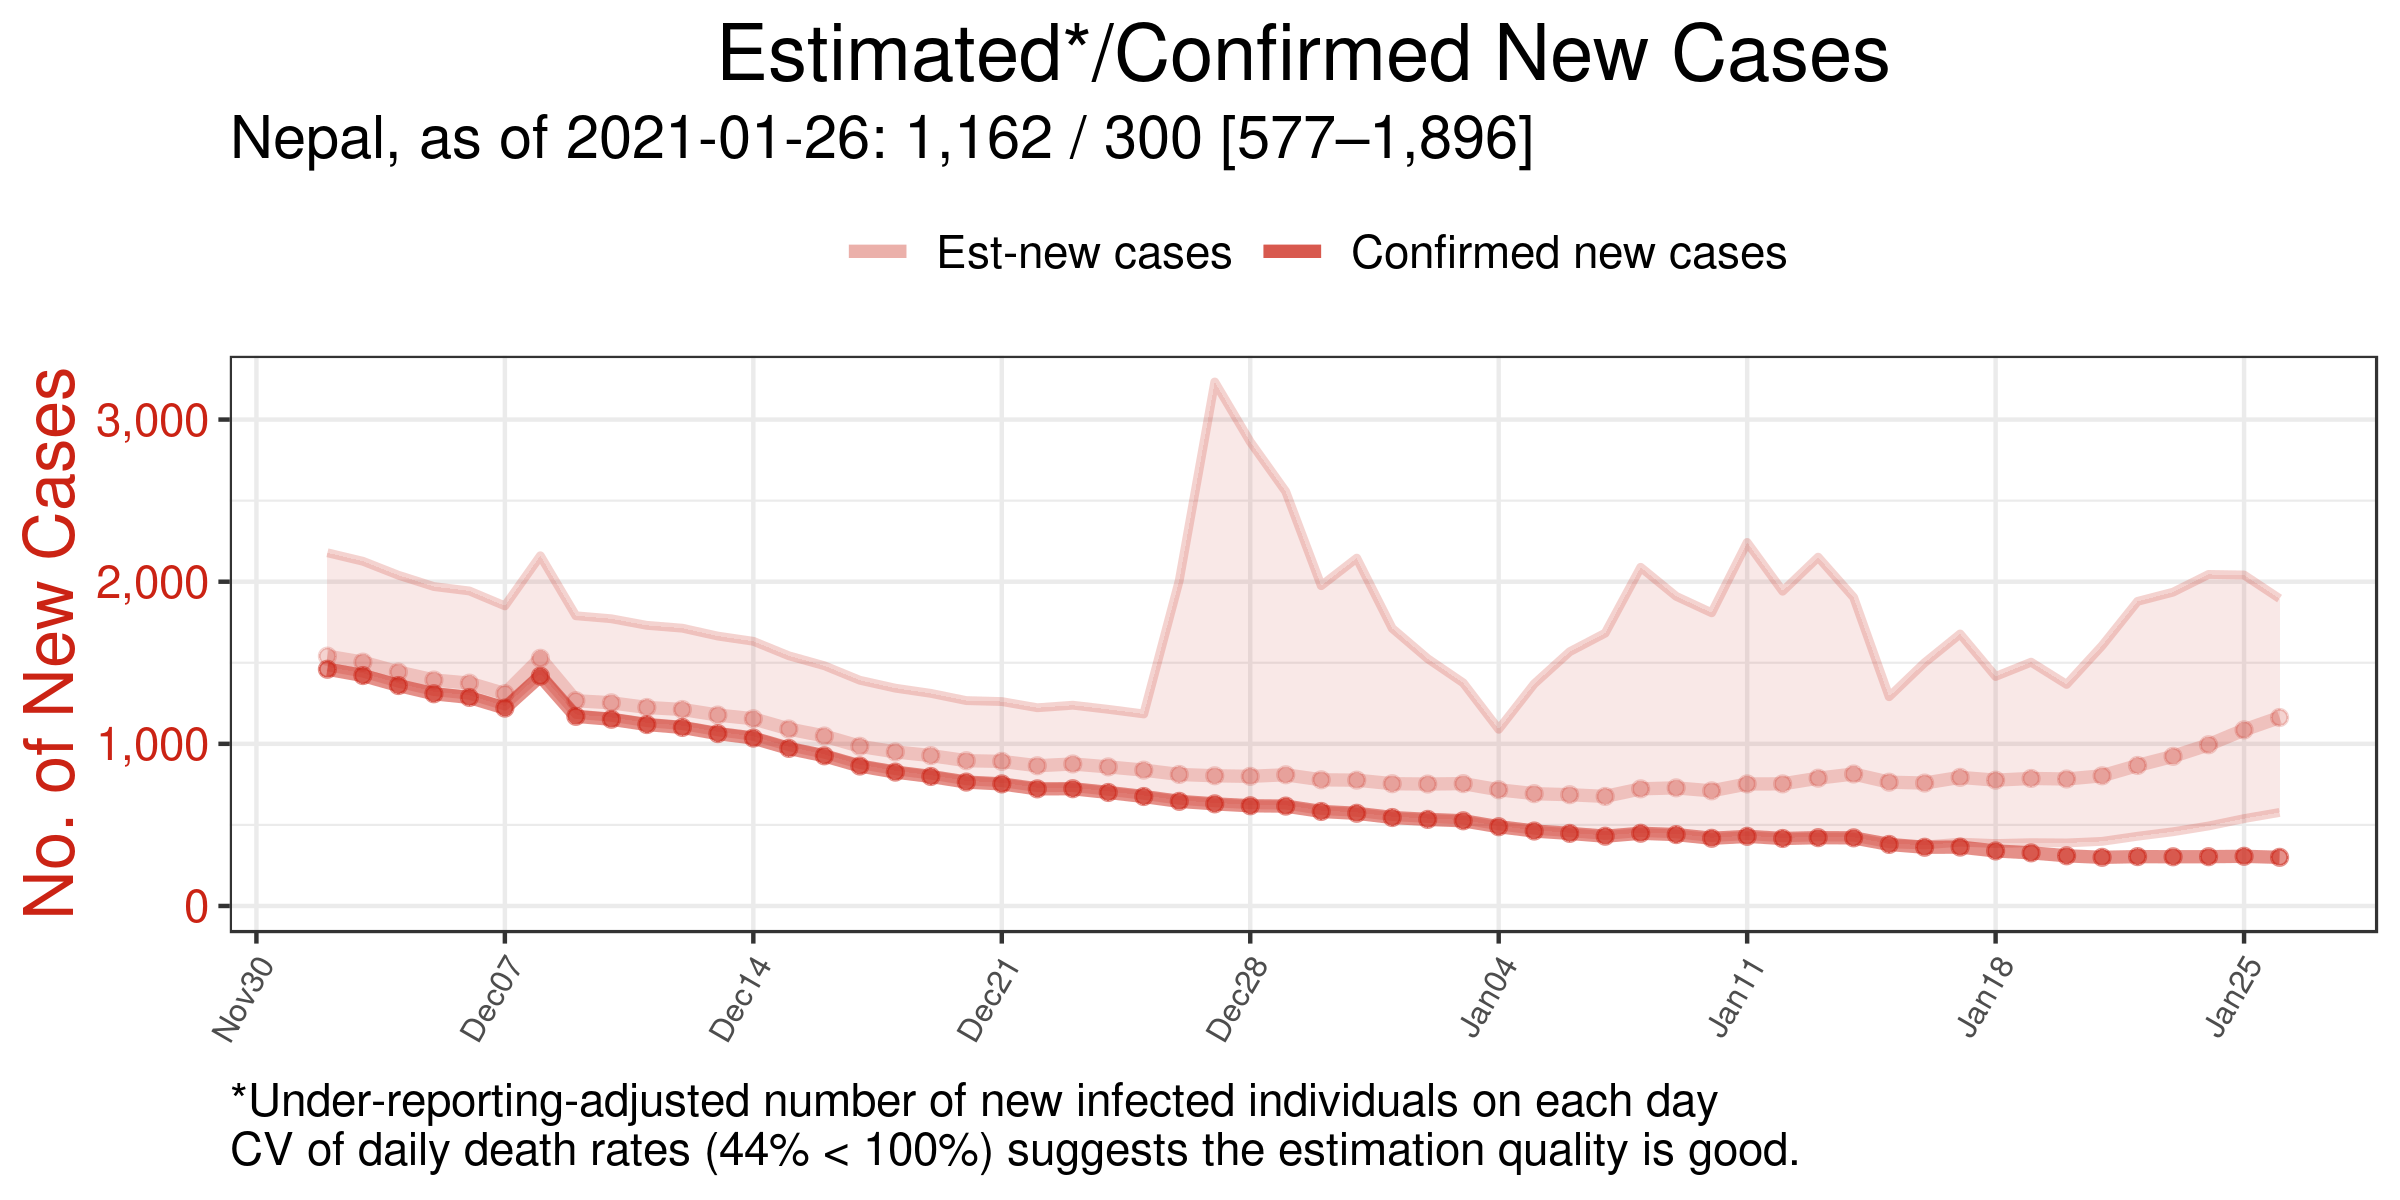 Estimated*/Confirmed New Cases
Nepal, as of 2021-01-26: 1,162 / 300 [577–1,896]
Est-new cases
Confirmed new cases
No. of New Cases
3,000
2,000
1,000
0
Nov30
Dec07
Dec14
Dec21
Dec28
Jan04
Jan11
Jan18
Jan25
*Under-reporting-adjusted number of new infected individuals on each day
CV of daily death rates (44% < 100%) suggests the estimation quality is good.